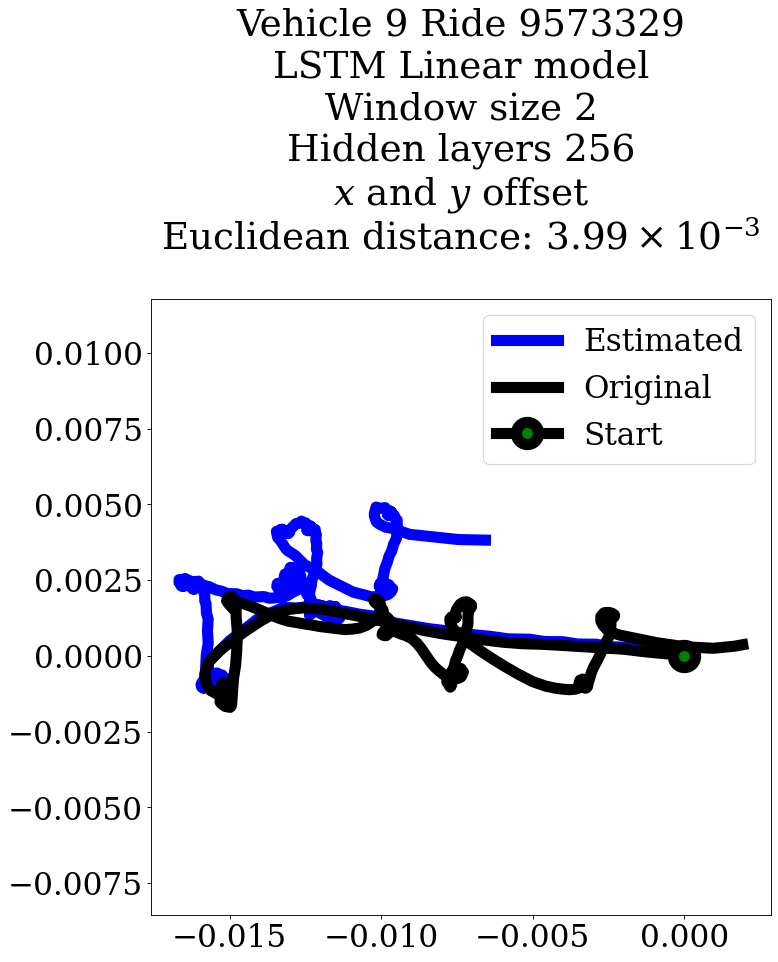 Vehicle 9 Ride 9573329
LSTM Linear model
Window size 2
Hidden layers 256
x and y offset
Euclidean distance: 3.99 × 10⁻³
Estimated
Original
Start
0.0100
0.0075
0.0050
0.0025
0.0000
−0.0025
−0.0050
−0.0075
−0.015 −0.010 −0.005 0.000